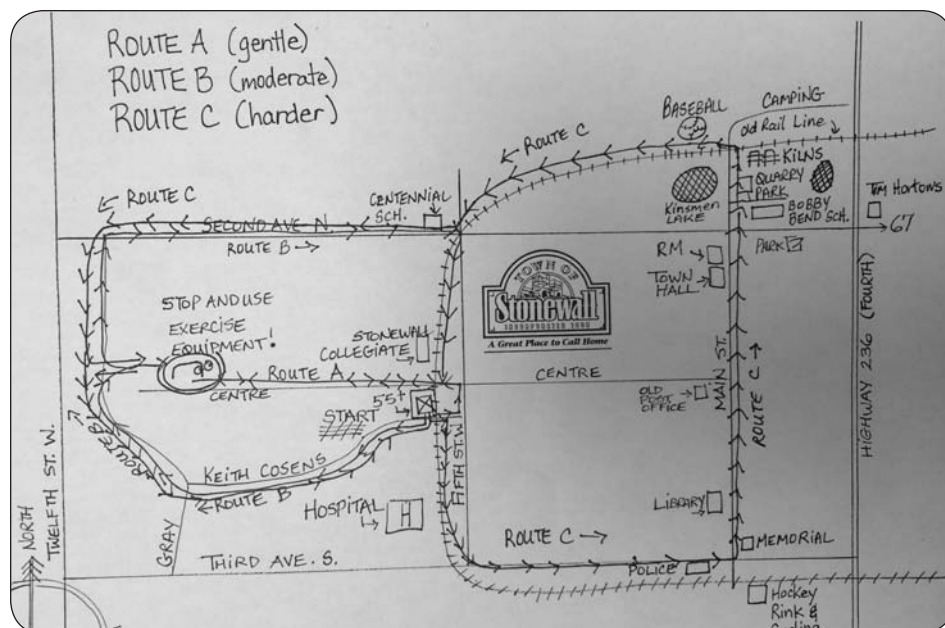 ROUTE A (gentle)
ROUTE B (moderate)
ROUTE C (harder)
BASEBALL
CAMPING
old Rail Line
← ROUTE C
KILNS
QUARRY
PARK
Kinsmen
LAKE
BOBBY
BEND SCH.
Tim Hortows
← ROUTE C
CENTENNIAL
SCH.
SECOND AVE N.
ROUTE B →
67
RM
PARK
TOWN
HALL
TOWN OF
Stonewall
INCORPORATED 1908
A Great Place to Call Home
STOP AND USE
EXERCISE
EQUIPMENT!
STONEWALL
COLLEGIATE
ROUTE A
CENTRE
CENTRE
55+
START
OLD
POST
OFFICE
MAIN ST.
ROUTE C →
HIGHWAY 236 (FOURTH)
ROUTE B
KEITH COSENS
← ROUTE B
FIFTH ST. W
HOSPITAL
H
LIBRARY
TWELFTH ST. W.
NORTH
GRAY
THIRD AVE. S.
ROUTE C →
POLICE
MEMORIAL
Hockey
Rink &